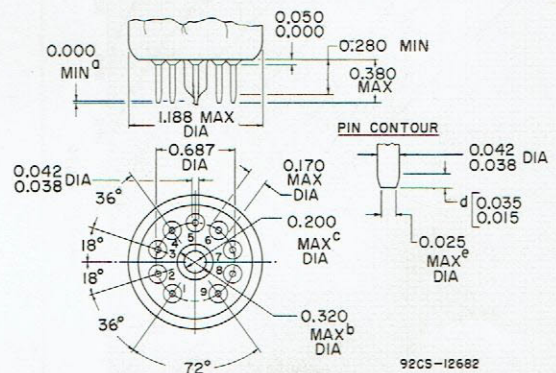 0.000
MINᵃ
0.050
0.000
0.280 MIN
0.380
MAX
1.188 MAX
DIA
0.687
DIA
0.042
0.038 DIA
36°
18°
18°
36°
72°
1
2
3
4
5
6
7
8
9
0.170
MAX
DIA
0.200
MAXᶜ
DIA
0.320
MAXᵇ
DIA
PIN CONTOUR
0.042
0.038 DIA
d 0.035
0.015
0.025
MAXᵉ
DIA
92CS-12682